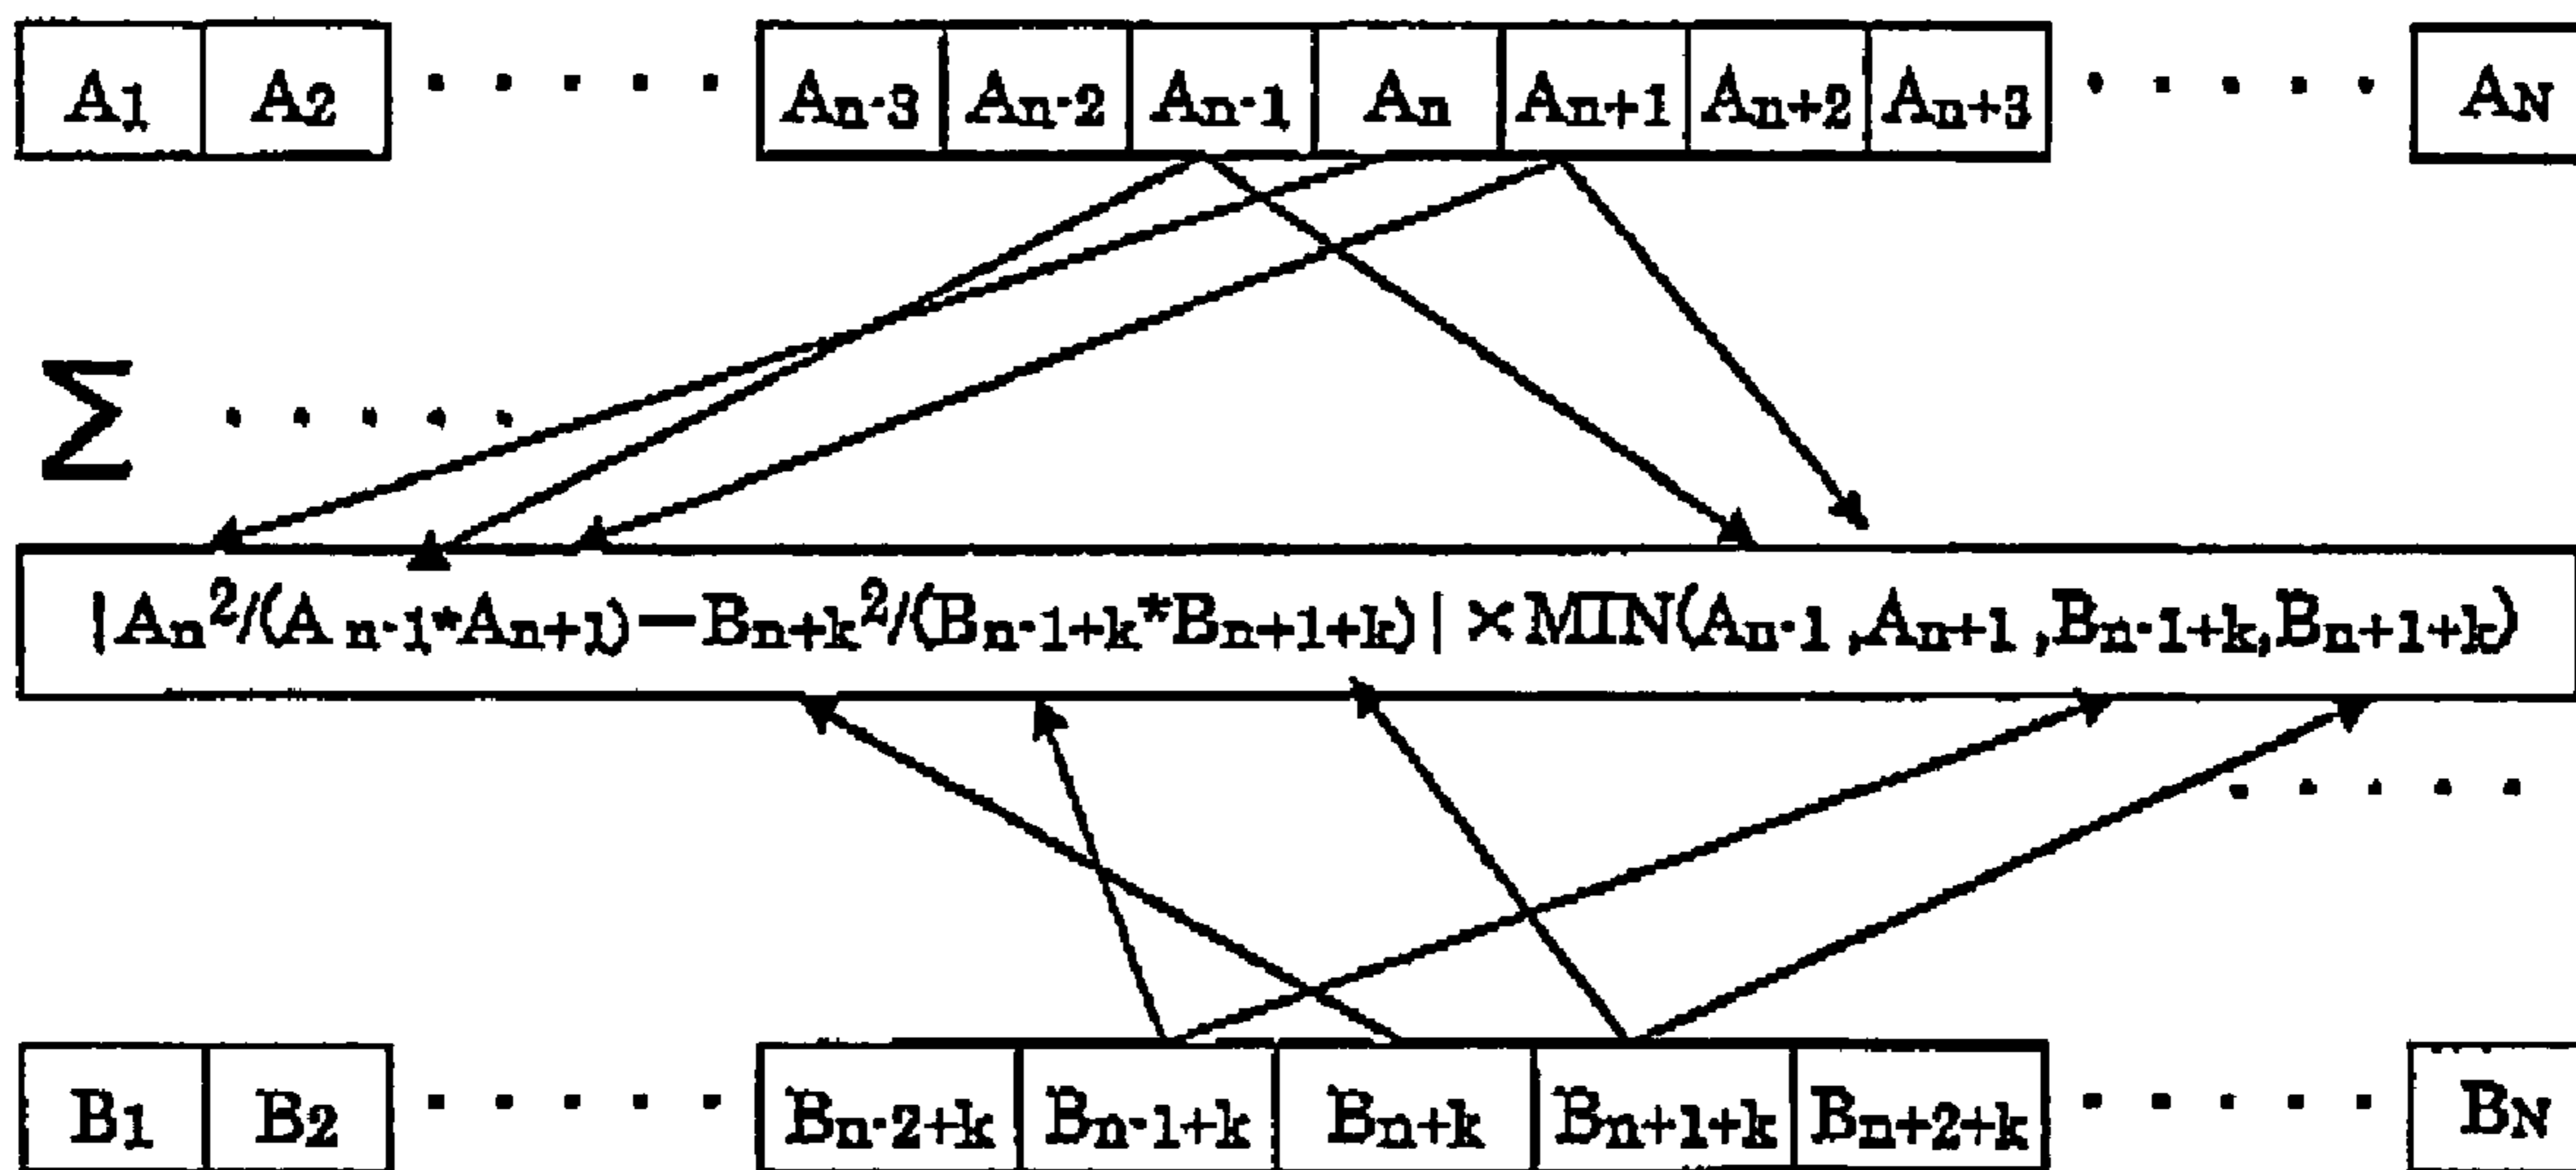 A1 A2 · · · · · An-3 An-2 An-1 An An+1 An+2 An+3 · · · · · AN
Σ · · · · ·
|An²/(An-1*An+1)−Bn+k²/(Bn-1+k*Bn+1+k)|×MIN(An-1,An+1,Bn-1+k,Bn+1+k)
· · · · ·
B1 B2 · · · · · Bn-2+k Bn-1+k Bn+k Bn+1+k Bn+2+k · · · · · BN